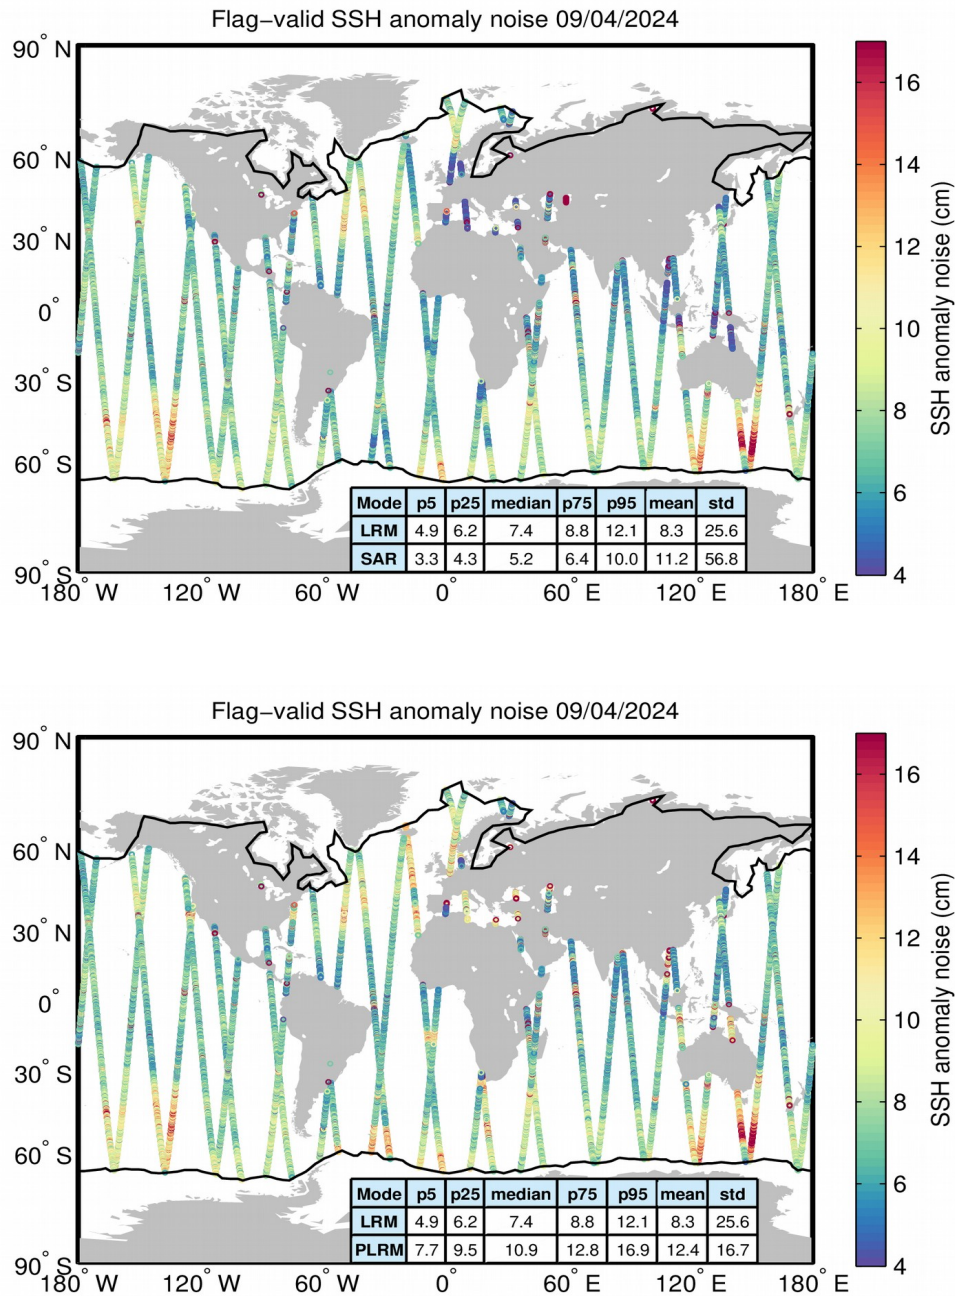 Flag−valid SSH anomaly noise 09/04/2024
90° N
60° N
30° N
0°
30° S
60° S
90° S
180° W
120° W
60° W
0°
60° E
120° E
180° E
16
14
12
10
8
6
4
SSH anomaly noise (cm)
Mode p5 p25 median p75 p95 mean std
LRM 4.9 6.2 7.4 8.8 12.1 8.3 25.6
SAR 3.3 4.3 5.2 6.4 10.0 11.2 56.8
Flag−valid SSH anomaly noise 09/04/2024
90° N
60° N
30° N
0°
30° S
60° S
90° S
180° W
120° W
60° W
0°
60° E
120° E
180° E
16
14
12
10
8
6
4
SSH anomaly noise (cm)
Mode p5 p25 median p75 p95 mean std
LRM 4.9 6.2 7.4 8.8 12.1 8.3 25.6
PLRM 7.7 9.5 10.9 12.8 16.9 12.4 16.7